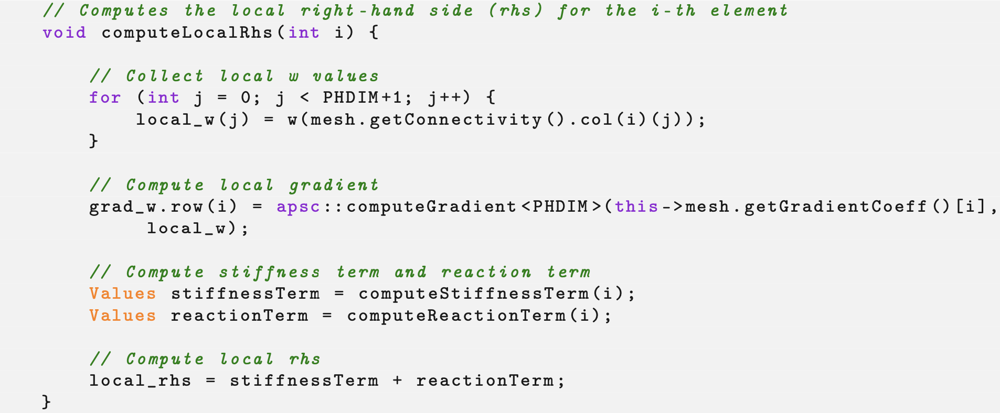 // Computes the local right-hand side (rhs) for the i-th element
void computeLocalRhs(int i) {
// Collect local w values
for (int j = 0; j < PHDIM+1; j++) {
local_w(j) = w(mesh.getConnectivity().col(i)(j));
}
// Compute local gradient
grad_w.row(i) = apsc::computeGradient<PHDIM>(this->mesh.getGradientCoeff()[i],
local_w);
// Compute stiffness term and reaction term
Values stiffnessTerm = computeStiffnessTerm(i);
Values reactionTerm = computeReactionTerm(i);
// Compute local rhs
local_rhs = stiffnessTerm + reactionTerm;
}